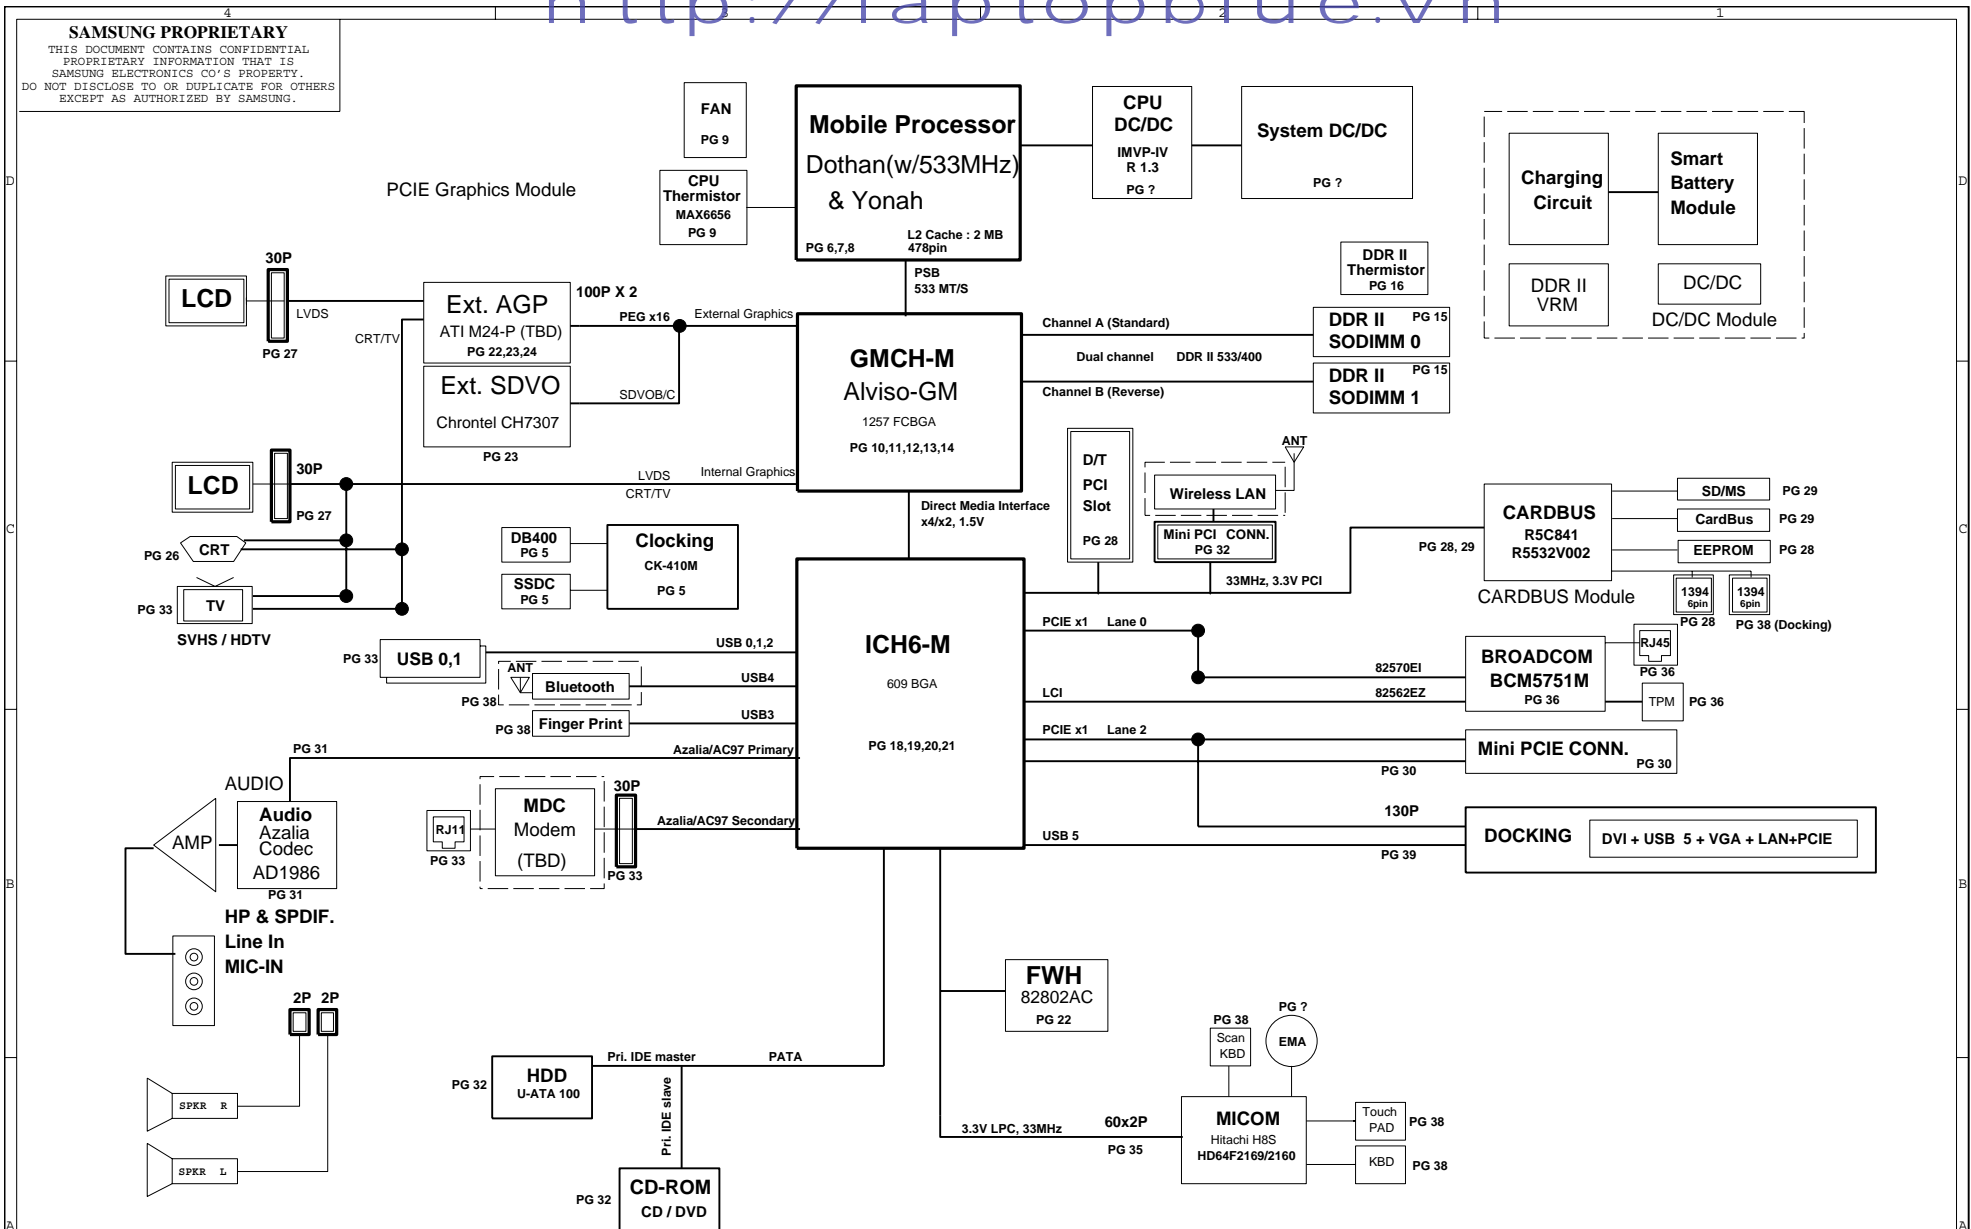 http://laptopblue.vn
4
3
2
1
SAMSUNG PROPRIETARY
THIS DOCUMENT CONTAINS CONFIDENTIAL
PROPRIETARY INFORMATION THAT IS
SAMSUNG ELECTRONICS CO'S PROPERTY.
DO NOT DISCLOSE TO OR DUPLICATE FOR OTHERS
EXCEPT AS AUTHORIZED BY SAMSUNG.
D
D
PCIE Graphics Module
FAN
PG 9
CPU
Thermistor
MAX6656
PG 9
Mobile Processor
Dothan(w/533MHz)
& Yonah
L2 Cache : 2 MB
PG 6,7,8
478pin
CPU
DC/DC
IMVP-IV
R 1.3
PG ?
System DC/DC
PG ?
Charging
Circuit
Smart
Battery
Module
DDR II
VRM
DC/DC
DC/DC Module
PSB
533 MT/S
DDR II
Thermistor
PG 16
LCD
30P
LVDS
PG 27
CRT/TV
Ext. AGP
ATI M24-P (TBD)
PG 22,23,24
100P X 2
PEG x16
External Graphics
Ext. SDVO
Chrontel CH7307
PG 23
SDVOB/C
GMCH-M
Alviso-GM
1257 FCBGA
PG 10,11,12,13,14
Channel A (Standard)
Dual channel DDR II 533/400
Channel B (Reverse)
DDR II PG 15
SODIMM 0
DDR II PG 15
SODIMM 1
C
C
LCD
30P
PG 27
LVDS
Internal Graphics
CRT/TV
PG 26
CRT
PG 33
TV
SVHS / HDTV
DB400
PG 5
SSDC
PG 5
Clocking
CK-410M
PG 5
Direct Media Interface
x4/x2, 1.5V
D/T
PCI
Slot
PG 28
ANT
Wireless LAN
Mini PCI CONN.
PG 32
33MHz, 3.3V PCI
PG 28, 29
CARDBUS
R5C841
R5532V002
CARDBUS Module
SD/MS PG 29
CardBus PG 29
EEPROM PG 28
1394
6pin
PG 28
1394
6pin
PG 38 (Docking)
ICH6-M
609 BGA
PG 18,19,20,21
PG 33
USB 0,1
USB 0,1,2
ANT
Bluetooth
PG 38
USB4
PG 38
Finger Print
USB3
PG 31
Azalia/AC97 Primary
PCIE x1 Lane 0
82570EI
LCI
82562EZ
BROADCOM
BCM5751M
PG 36
RJ45
PG 36
TPM
PG 36
PCIE x1 Lane 2
PG 30
Mini PCIE CONN.
PG 30
130P
USB 5
PG 39
DOCKING
DVI + USB 5 + VGA + LAN+PCIE
B
B
AUDIO
AMP
Audio
Azalia
Codec
AD1986
PG 31
HP & SPDIF.
Line In
MIC-IN
RJ11
PG 33
MDC
Modem
(TBD)
30P
PG 33
Azalia/AC97 Secondary
2P 2P
SPKR R
SPKR L
FWH
82802AC
PG 22
PG 32
HDD
U-ATA 100
Pri. IDE master
PATA
Pri. IDE slave
PG 32
CD-ROM
CD / DVD
3.3V LPC, 33MHz
60x2P
PG 35
PG 38
Scan
KBD
PG ?
EMA
MICOM
Hitachi H8S
HD64F2169/2160
Touch
PAD
PG 38
KBD
PG 38
A
A